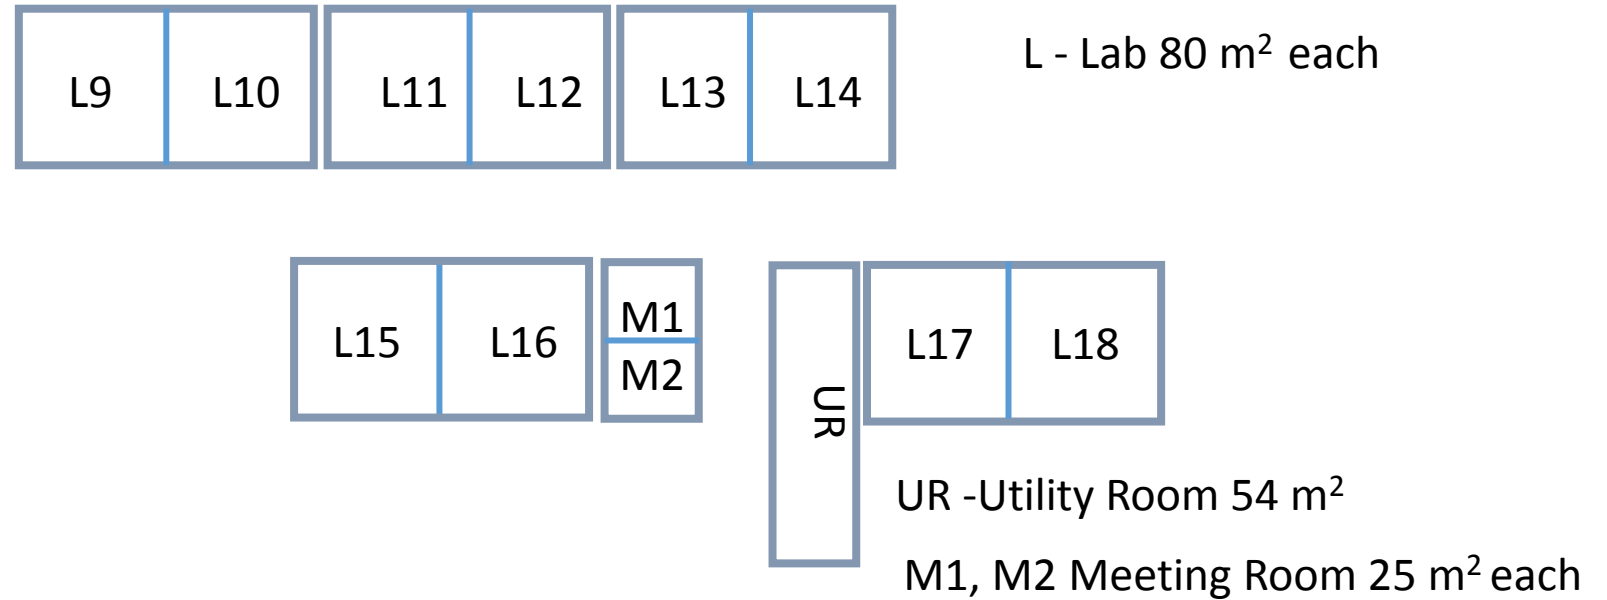 L9 L10 L11 L12 L13 L14
L - Lab 80 m² each
L15 L16 M1 L17 L18
M2
UR
UR -Utility Room 54 m²
M1, M2 Meeting Room 25 m² each